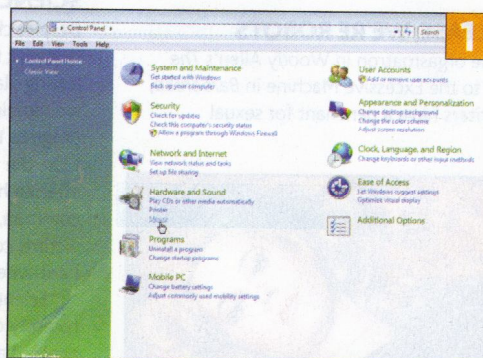 Control Panel
Search
1
File Edit View Tools Help
Control Panel Home
Classic View
System and Maintenance
Get started with Windows
Back up your computer
Security
Check for updates
Check this computer's security status
Allow a program through Windows Firewall
Network and Internet
View network status and tasks
Set up file sharing
Hardware and Sound
Play CDs or other media automatically
Printer
Mouse
Programs
Uninstall a program
Change startup programs
Mobile PC
Change battery settings
Adjust commonly used mobility settings
User Accounts
Add or remove user accounts
Appearance and Personalization
Change desktop background
Change the color scheme
Adjust screen resolution
Clock, Language, and Region
Change keyboards or other input methods
Ease of Access
Let Windows suggest settings
Optimize visual display
Additional Options